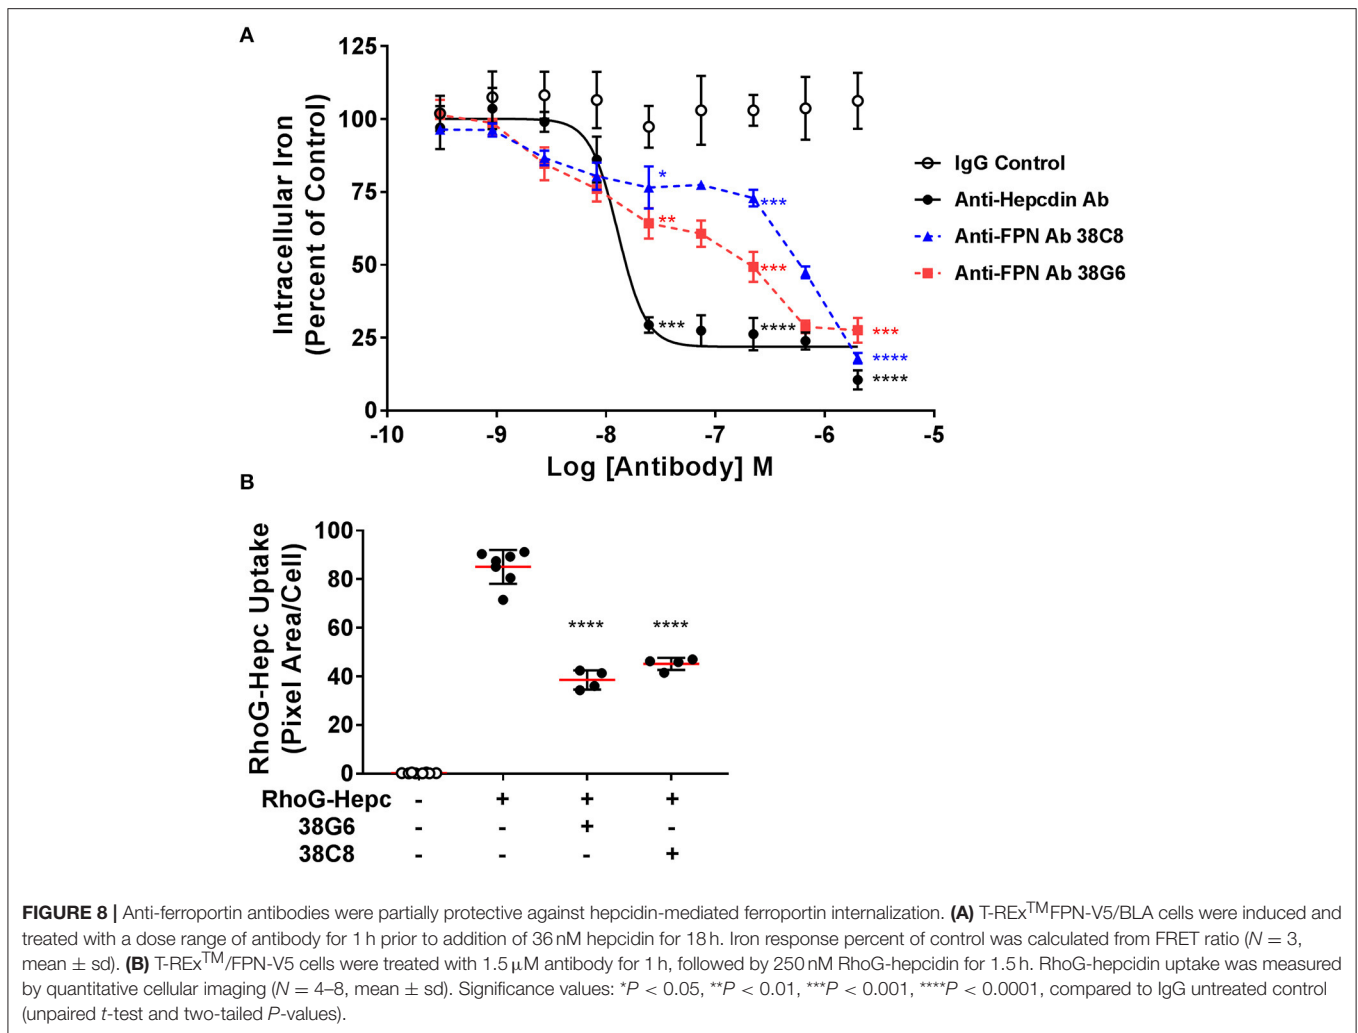 A
Intracellular Iron
(Percent of Control)
125
100
75
50
25
0
-10 -9 -8 -7 -6 -5
Log [Antibody] M
*
**
***
***
***
****
***
****
****
IgG Control
Anti-Hepcdin Ab
Anti-FPN Ab 38C8
Anti-FPN Ab 38G6
B
RhoG-Hepc Uptake
(Pixel Area/Cell)
100
80
60
40
20
0
**** ****
RhoG-Hepc - + + +
38G6 - - + -
38C8 - - - +
FIGURE 8 | Anti-ferroportin antibodies were partially protective against hepcidin-mediated ferroportin internalization. (A) T-REx™FPN-V5/BLA cells were induced and
treated with a dose range of antibody for 1 h prior to addition of 36 nM hepcidin for 18 h. Iron response percent of control was calculated from FRET ratio (N = 3,
mean ± sd). (B) T-REx™/FPN-V5 cells were treated with 1.5 μM antibody for 1 h, followed by 250 nM RhoG-hepcidin for 1.5 h. RhoG-hepcidin uptake was measured
by quantitative cellular imaging (N = 4–8, mean ± sd). Significance values: *P < 0.05, **P < 0.01, ***P < 0.001, ****P < 0.0001, compared to IgG untreated control
(unpaired t-test and two-tailed P-values).